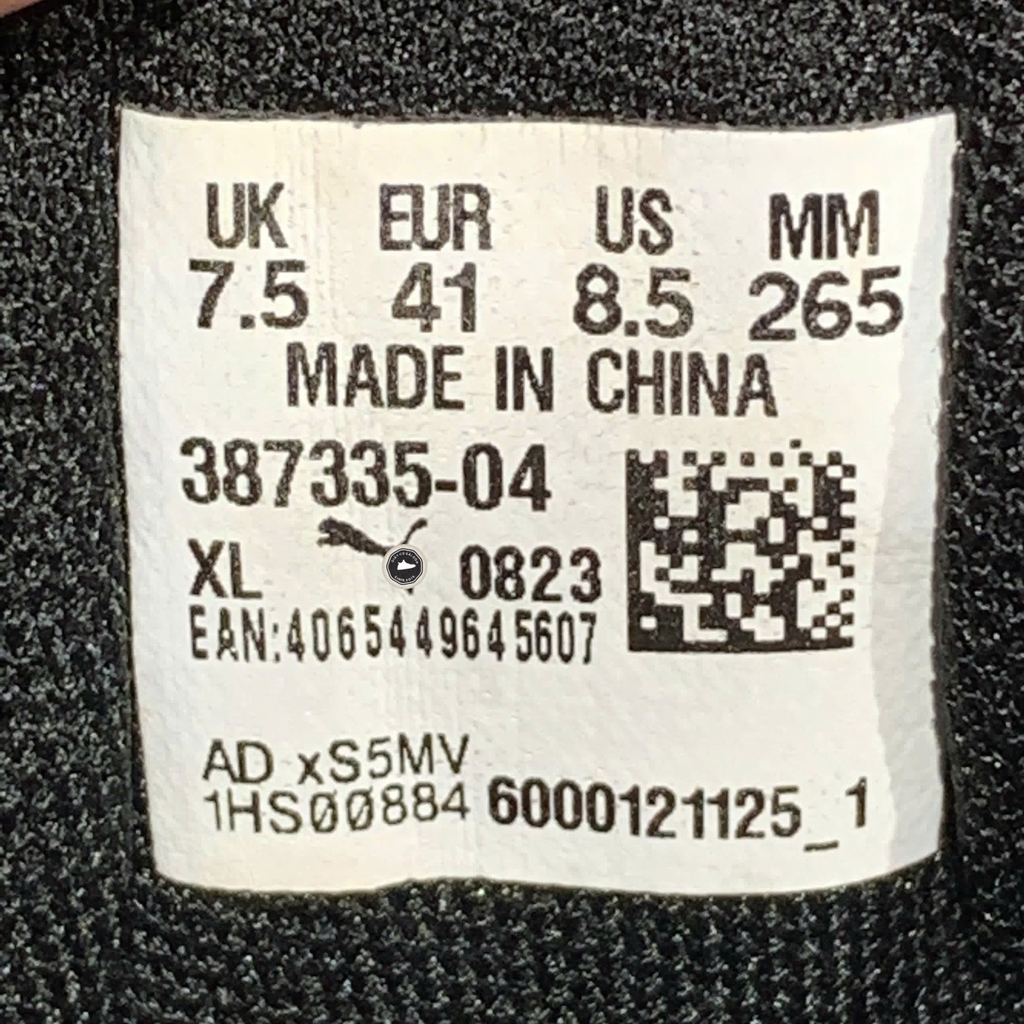 UK EUR US MM
7.5 41 8.5 265
MADE IN CHINA
387335-04
XL 0823
EAN:4065449645607
AD xS5MV
1HS00884 6000121125_1